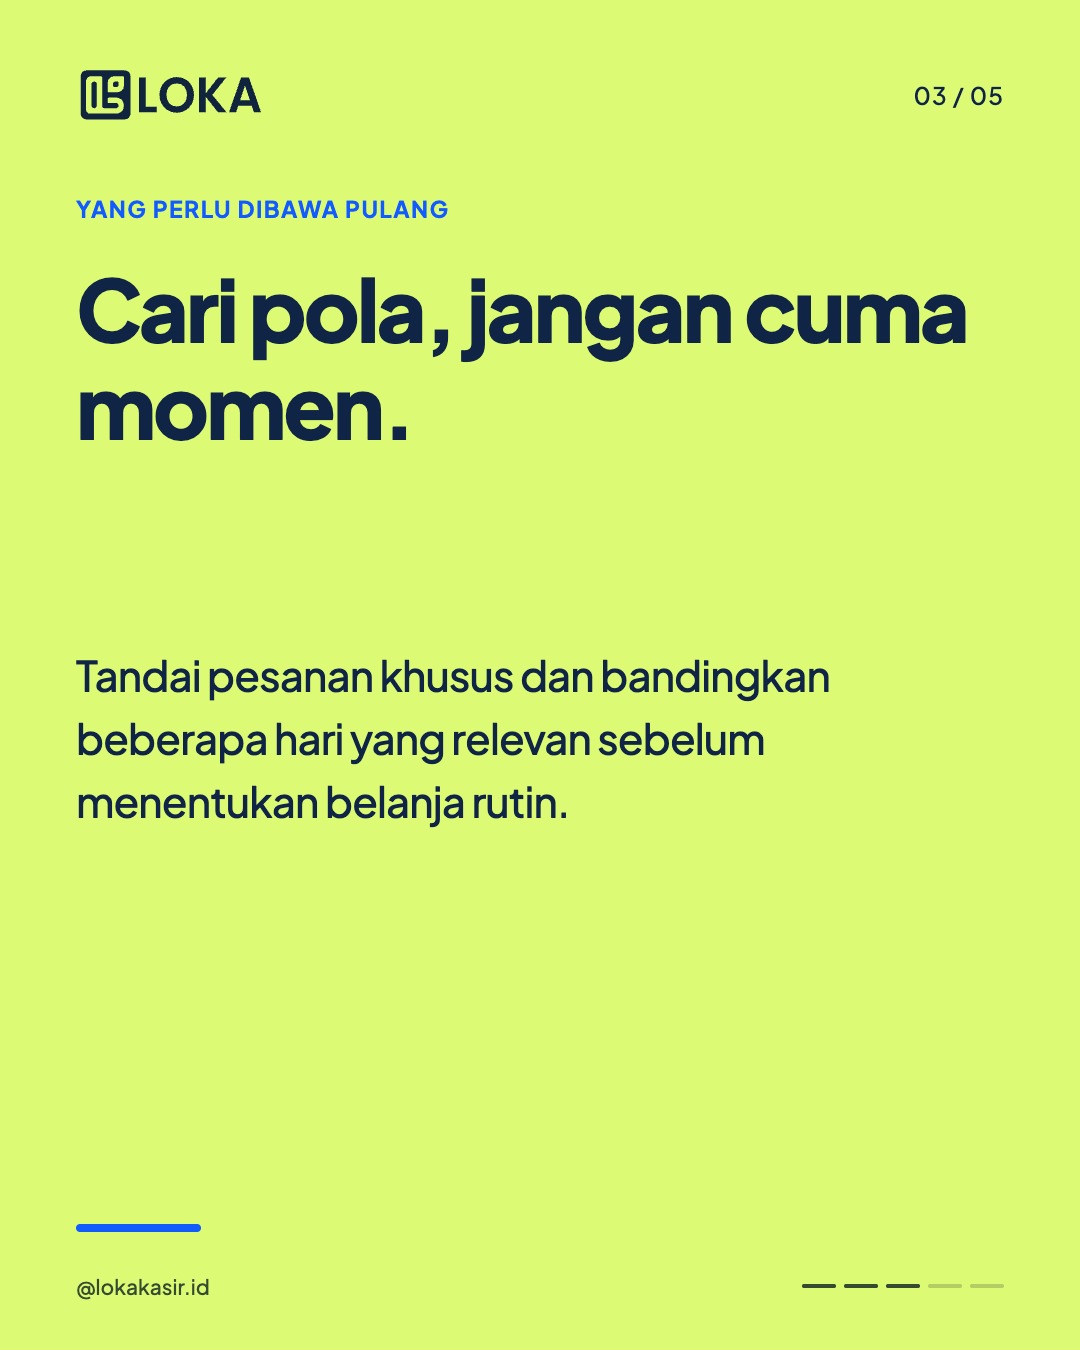 LOKA
03 / 05
YANG PERLU DIBAWA PULANG
Cari pola, jangan cuma
momen.
Tandai pesanan khusus dan bandingkan
beberapa hari yang relevan sebelum
menentukan belanja rutin.
@lokakasir.id